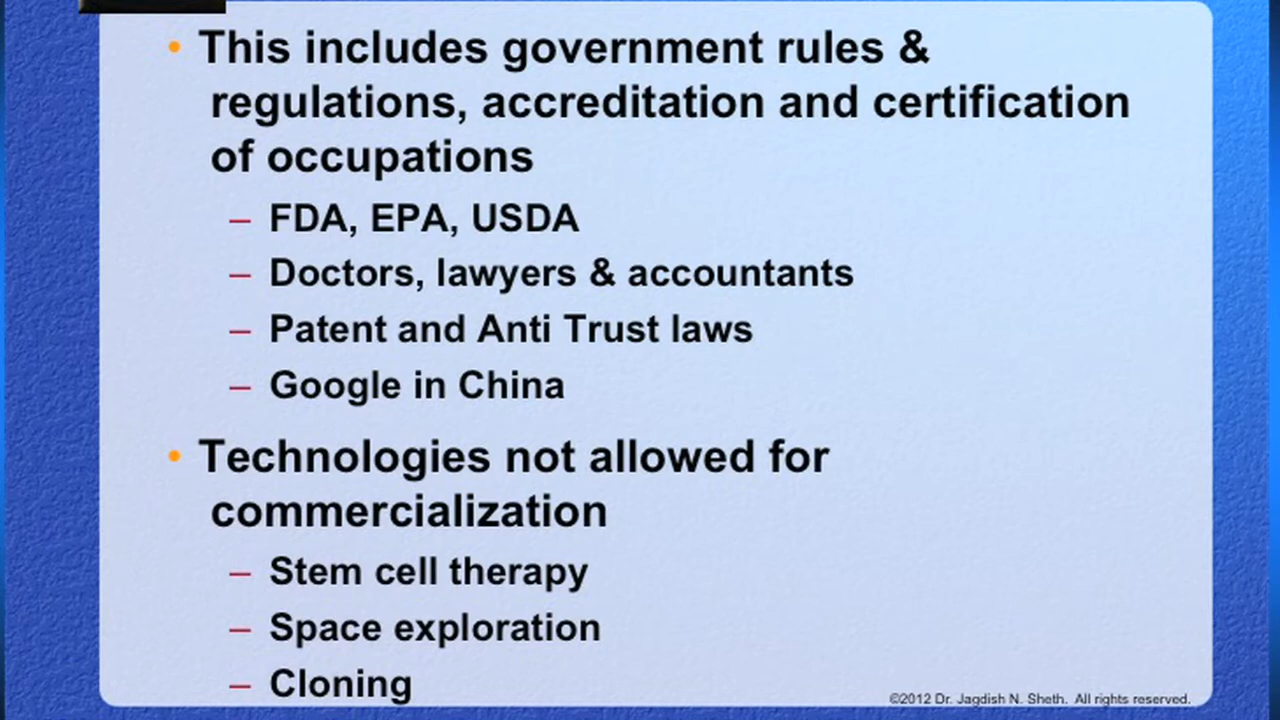 • This includes government rules &
regulations, accreditation and certification
of occupations
– FDA, EPA, USDA
– Doctors, lawyers & accountants
– Patent and Anti Trust laws
– Google in China
• Technologies not allowed for
commercialization
– Stem cell therapy
– Space exploration
– Cloning
©2012 Dr. Jagdish N. Sheth. All rights reserved.